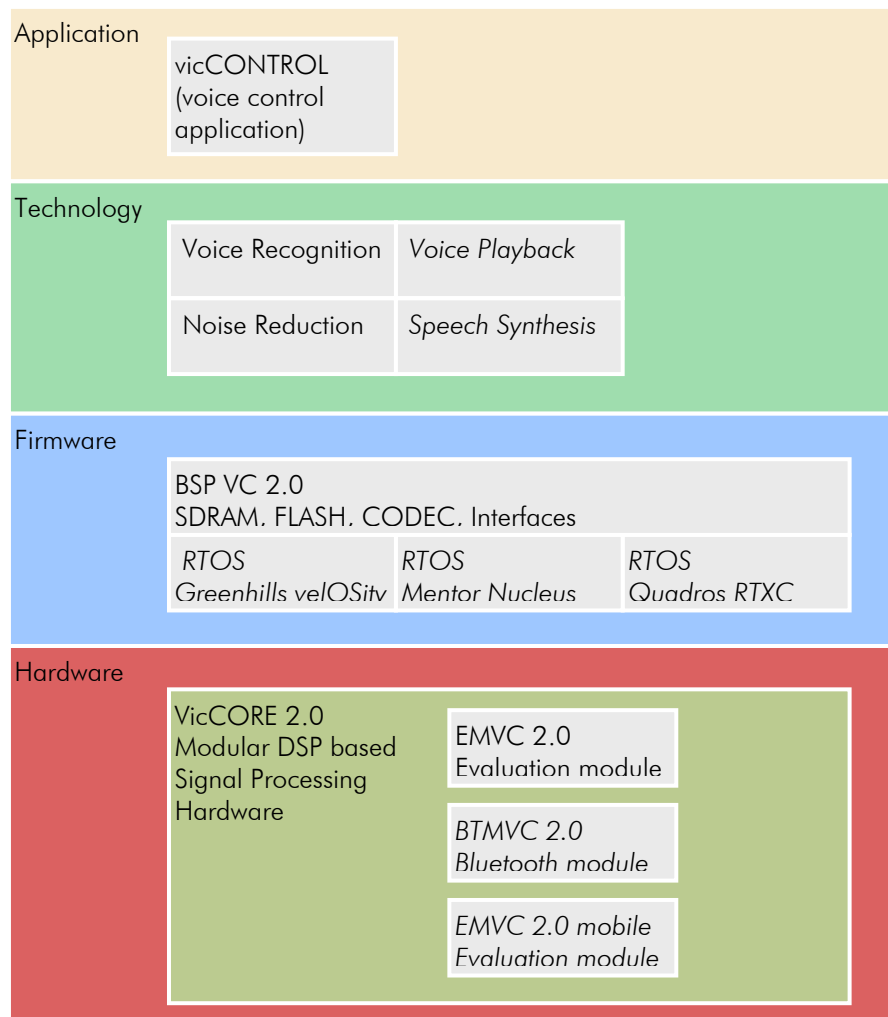 Application
vicCONTROL
(voice control
application)
Technology
Voice Recognition
Voice Playback
Noise Reduction
Speech Synthesis
Firmware
BSP VC 2.0
SDRAM, FLASH, CODEC, Interfaces
RTOS
Greenhills velOSity
RTOS
Mentor Nucleus
RTOS
Quadros RTXC
Hardware
VicCORE 2.0
Modular DSP based
Signal Processing
Hardware
EMVC 2.0
Evaluation module
BTMVC 2.0
Bluetooth module
EMVC 2.0 mobile
Evaluation module